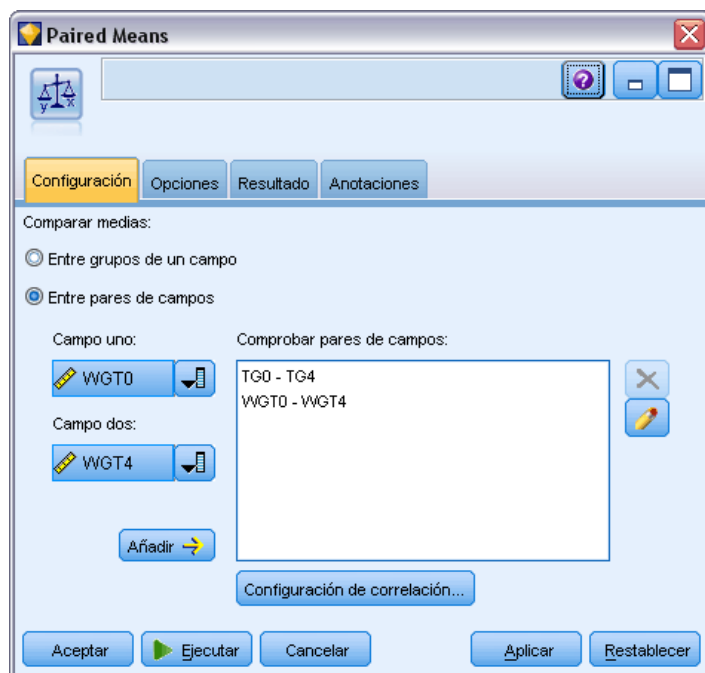 Paired Means
Configuración Opciones Resultado Anotaciones
Comparar medias:
Entre grupos de un campo
Entre pares de campos
Campo uno:
WGT0
Campo dos:
WGT4
Añadir
Comprobar pares de campos:
TG0 - TG4
WGT0 - WGT4
Configuración de correlación...
Aceptar Ejecutar Cancelar Aplicar Restablecer